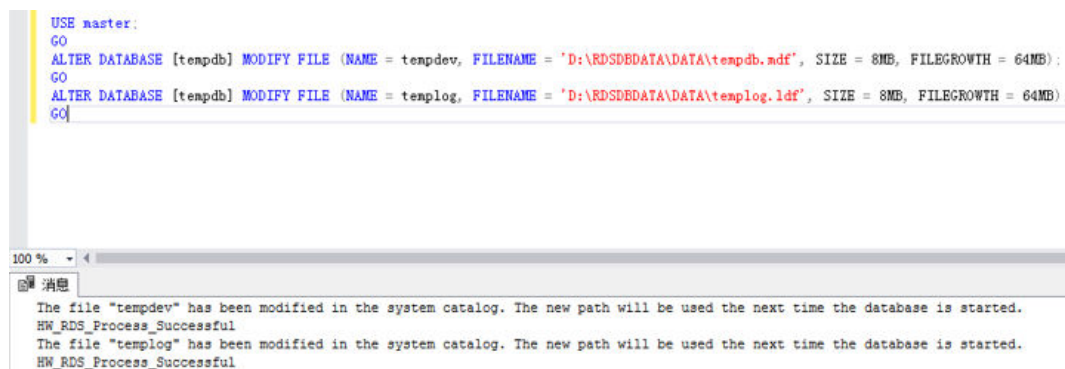 USE master;
GO
ALTER DATABASE [tempdb] MODIFY FILE (NAME = tempdev, FILENAME = 'D:\RDSDBDATA\DATA\tempdb.mdf', SIZE = 8MB, FILEGROWTH = 64MB);
GO
ALTER DATABASE [tempdb] MODIFY FILE (NAME = templog, FILENAME = 'D:\RDSDBDATA\DATA\templog.ldf', SIZE = 8MB, FILEGROWTH = 64MB)
GO
100 %
消息
The file "tempdev" has been modified in the system catalog. The new path will be used the next time the database is started.
HW_RDS_Process_Successful
The file "templog" has been modified in the system catalog. The new path will be used the next time the database is started.
HW_RDS_Process_Successful